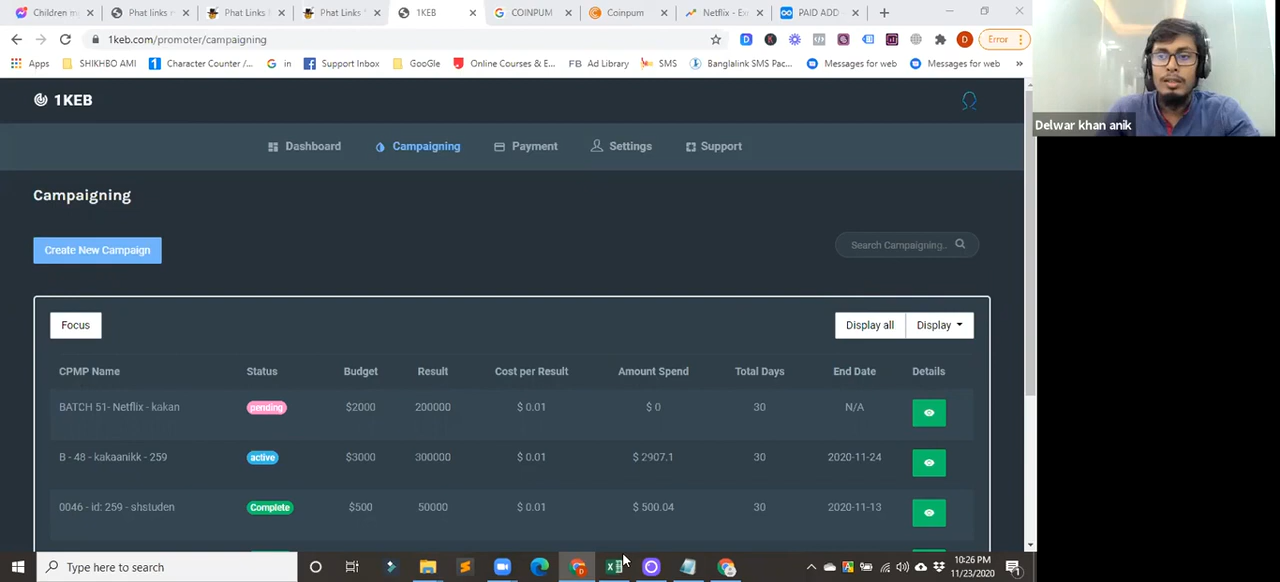 Children m
Phat links r
Phat Links
Phat Links
1KEB
COINPUM
Coinpum
Netflix - Ex
PAID ADD
1keb.com/promoter/campaigning
Error
Apps
SHIKHBO AMI
Character Counter /...
in
Support Inbox
GooGle
Online Courses & E...
FB Ad Library
SMS
Banglalink SMS Pac...
Messages for web
Messages for web
»
1KEB
Delwar khan anik
Dashboard
Campaigning
Payment
Settings
Support
Campaigning
Create New Campaign
Search Campaigning..
Focus
Display all
Display
CPMP Name Status Budget Result Cost per Result Amount Spend Total Days End Date Details
BATCH 51- Netflix - kakan pending $2000 200000 $ 0.01 $ 0 30 N/A
B - 48 - kakaanikk - 259 active $3000 300000 $ 0.01 $ 2907.1 30 2020-11-24
0046 - id: 259 - shstuden Complete $500 50000 $ 0.01 $ 500.04 30 2020-11-13
Type here to search
10:26 PM
11/23/2020